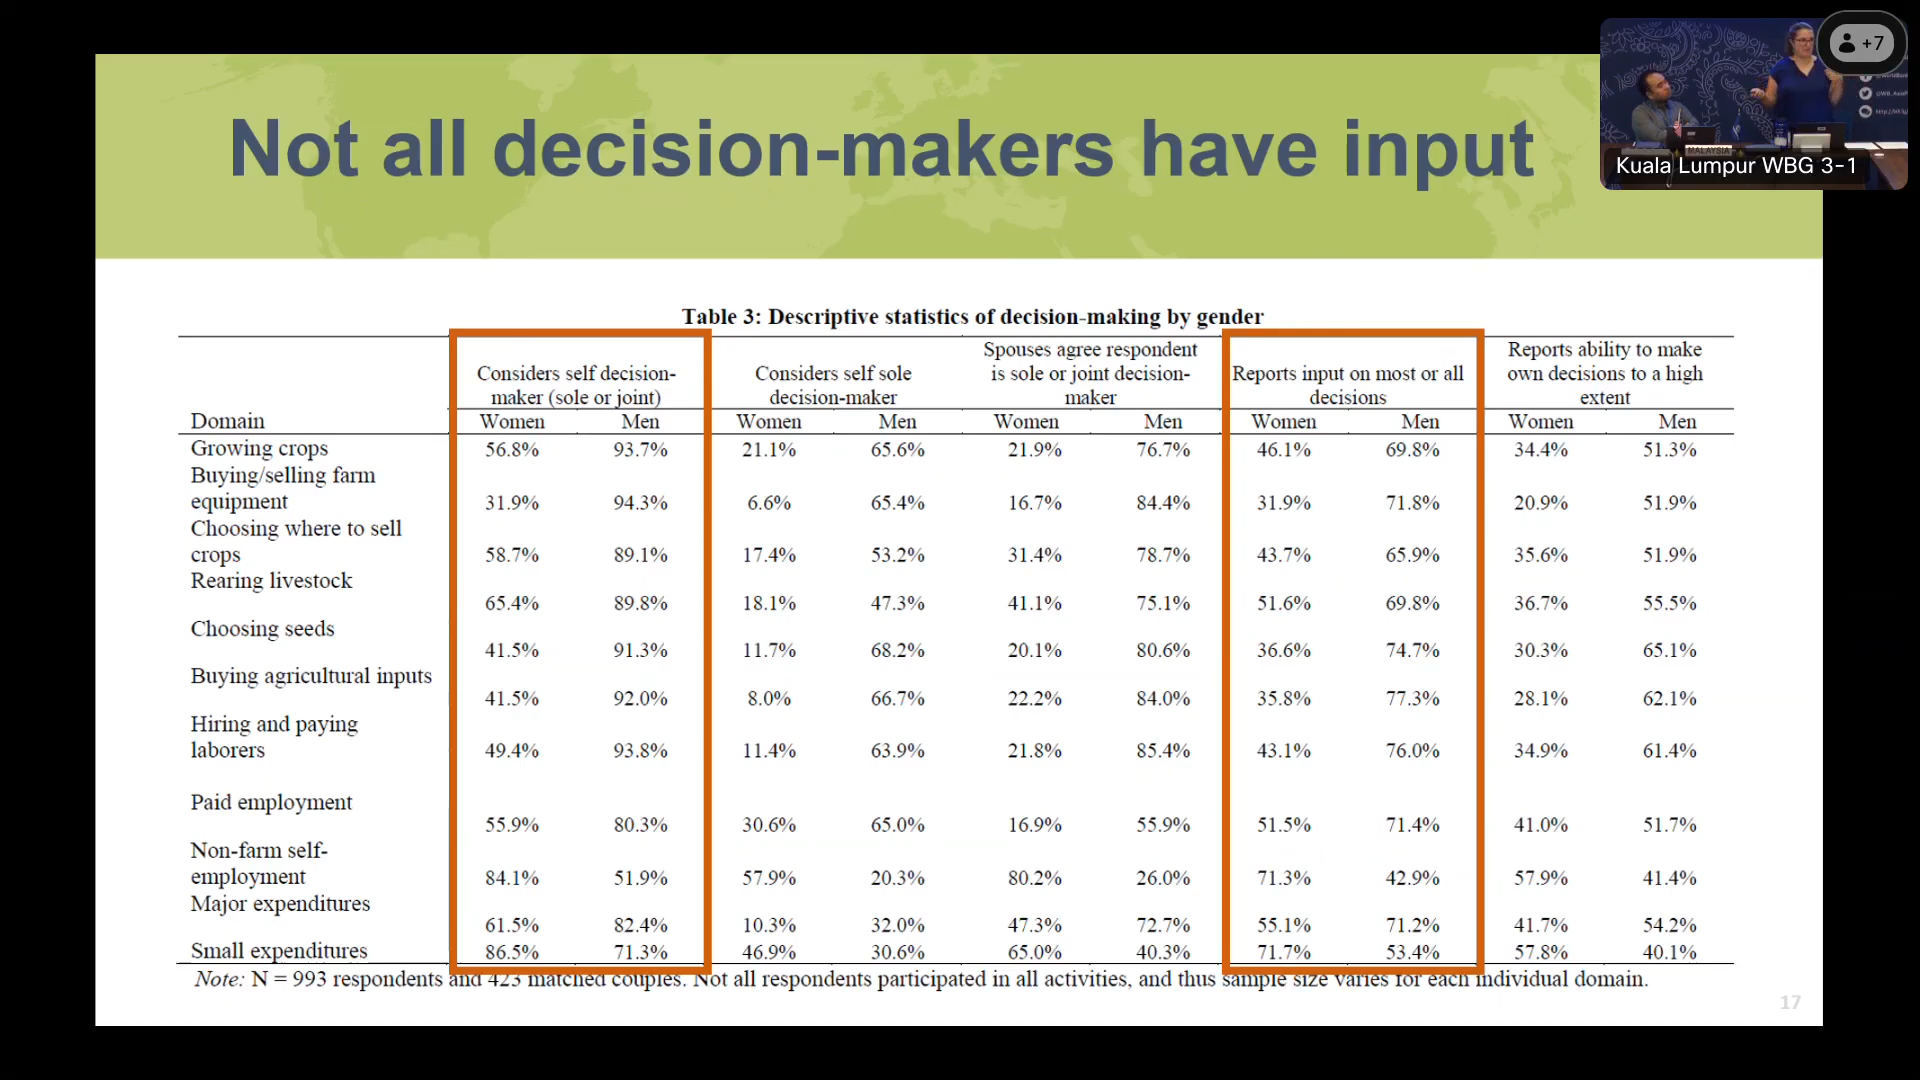 +7
@WB_AsiaP
http://
MALAYSIA
Kuala Lumpur WBG 3-1
Not all decision-makers have input
Table 3: Descriptive statistics of decision-making by gender
Domain | Considers self decision-maker (sole or joint) | Considers self sole decision-maker | Spouses agree respondent is sole or joint decision-maker | Reports input on most or all decisions | Reports ability to make own decisions to a high extent
Women Men Women Men Women Men Women Men Women Men
Growing crops 56.8% 93.7% 21.1% 65.6% 21.9% 76.7% 46.1% 69.8% 34.4% 51.3%
Buying/selling farm
equipment 31.9% 94.3% 6.6% 65.4% 16.7% 84.4% 31.9% 71.8% 20.9% 51.9%
Choosing where to sell
crops 58.7% 89.1% 17.4% 53.2% 31.4% 78.7% 43.7% 65.9% 35.6% 51.9%
Rearing livestock
65.4% 89.8% 18.1% 47.3% 41.1% 75.1% 51.6% 69.8% 36.7% 55.5%
Choosing seeds
41.5% 91.3% 11.7% 68.2% 20.1% 80.6% 36.6% 74.7% 30.3% 65.1%
Buying agricultural inputs
41.5% 92.0% 8.0% 66.7% 22.2% 84.0% 35.8% 77.3% 28.1% 62.1%
Hiring and paying
laborers 49.4% 93.8% 11.4% 63.9% 21.8% 85.4% 43.1% 76.0% 34.9% 61.4%
Paid employment
55.9% 80.3% 30.6% 65.0% 16.9% 55.9% 51.5% 71.4% 41.0% 51.7%
Non-farm self-
employment 84.1% 51.9% 57.9% 20.3% 80.2% 26.0% 71.3% 42.9% 57.9% 41.4%
Major expenditures
61.5% 82.4% 10.3% 32.0% 47.3% 72.7% 55.1% 71.2% 41.7% 54.2%
Small expenditures 86.5% 71.3% 46.9% 30.6% 65.0% 40.3% 71.7% 53.4% 57.8% 40.1%
Note: N = 993 respondents and 423 matched couples. Not all respondents participated in all activities, and thus sample size varies for each individual domain.
17